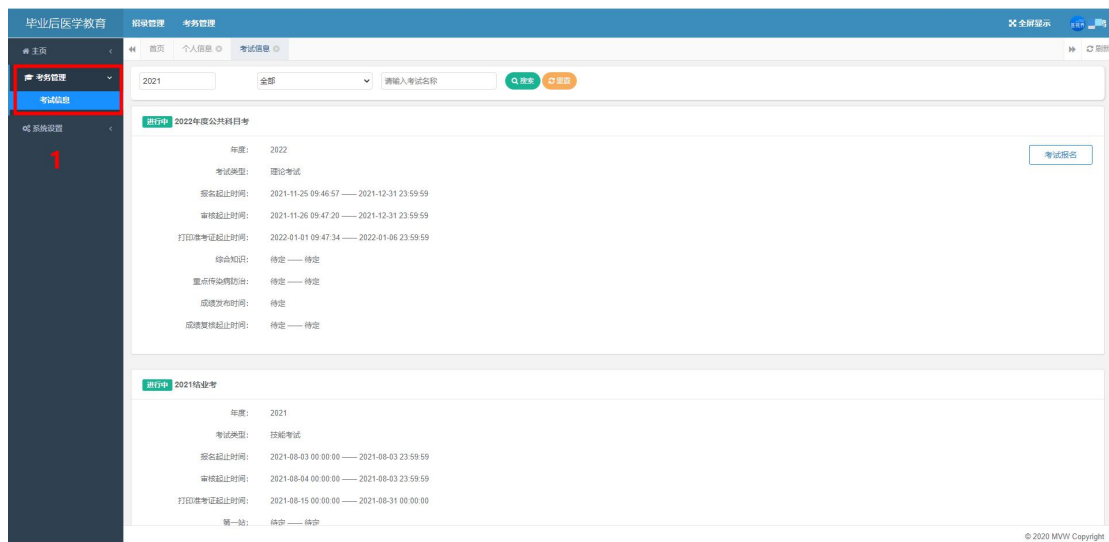 毕业后医学教育 招录管理 考务管理 全屏显示
主页 首页 个人信息 考试信息
考务管理
考试信息
系统设置
1
2021 全部 请输入考试名称 搜索 重置
进行中 2022年度公共科目考
考试报名
年度: 2022
考试类型: 理论考试
报名起止时间: 2021-11-25 09:46:57 —— 2021-12-31 23:59:59
审核起止时间: 2021-11-26 09:47:20 —— 2021-12-31 23:59:59
打印准考证起止时间: 2022-01-01 09:47:34 —— 2022-01-06 23:59:59
综合知识: 待定 —— 待定
重点传染病防治: 待定 —— 待定
成绩发布时间: 待定
成绩复核起止时间: 待定 —— 待定
进行中 2021结业考
年度: 2021
考试类型: 技能考试
报名起止时间: 2021-08-03 00:00:00 —— 2021-08-03 23:59:59
审核起止时间: 2021-08-04 00:00:00 —— 2021-08-03 23:59:59
打印准考证起止时间: 2021-08-15 00:00:00 —— 2021-08-31 00:00:00
第一站: 待定 —— 待定
© 2020 MVW Copyright